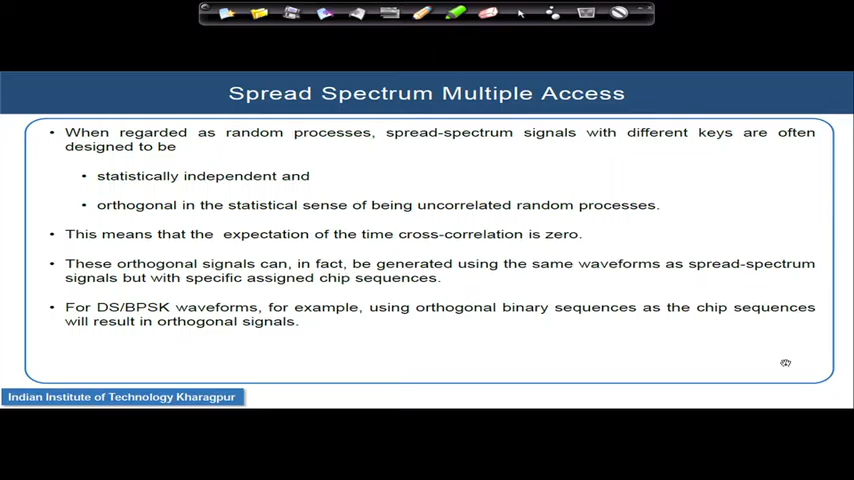 Spread Spectrum Multiple Access
• When regarded as random processes, spread-spectrum signals with different keys are often
designed to be
• statistically independent and
• orthogonal in the statistical sense of being uncorrelated random processes.
• This means that the expectation of the time cross-correlation is zero.
• These orthogonal signals can, in fact, be generated using the same waveforms as spread-spectrum
signals but with specific assigned chip sequences.
• For DS/BPSK waveforms, for example, using orthogonal binary sequences as the chip sequences
will result in orthogonal signals.
Indian Institute of Technology Kharagpur